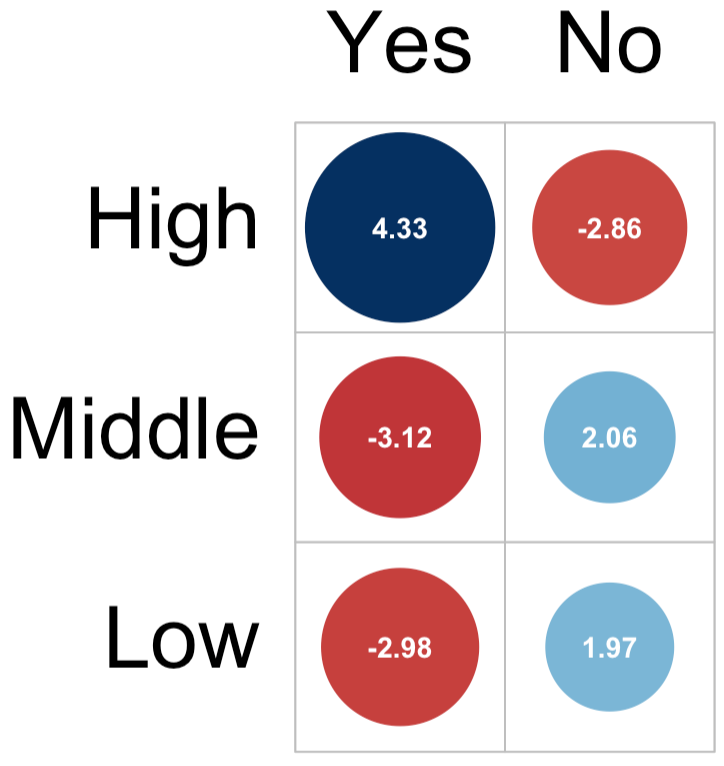 Yes No
High 4.33 -2.86
Middle -3.12 2.06
Low -2.98 1.97